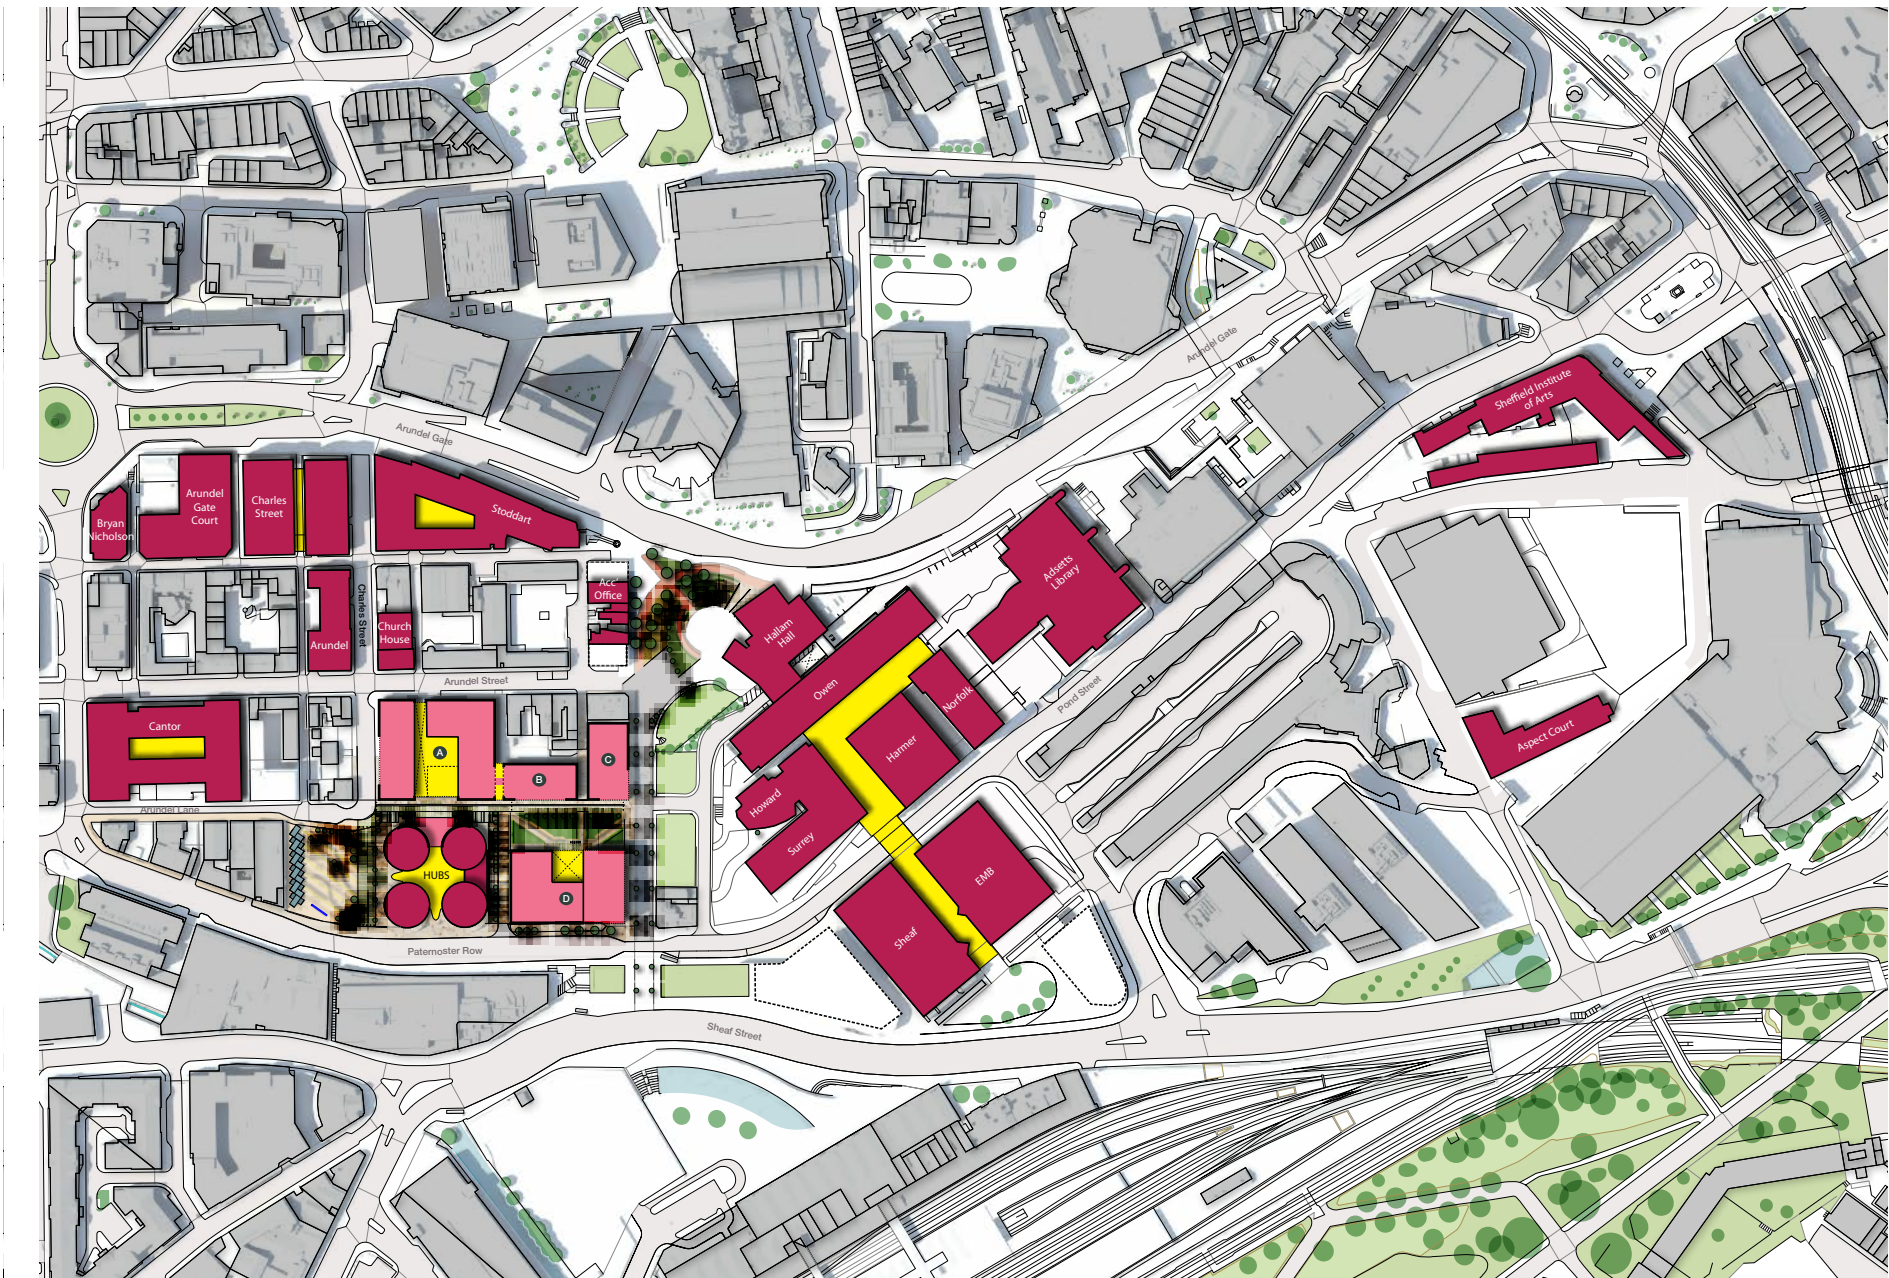 Arundel Gate
Sheffield Institute
of Arts
Arundel Gate
Bryan
Nicholson
Arundel
Gate
Court
Charles
Street
Stoddart
Adsetts
Library
Acc'
Office
Charles Street
Arundel
Church
House
Hallam
Hall
Arundel Street
Owen
Norfolk
Pond Street
Cantor
A
B
C
Harmer
Aspect Court
Arundel Lane
Howard
Surrey
HUBS
D
EMB
Sheaf
Paternoster Row
Sheaf Street